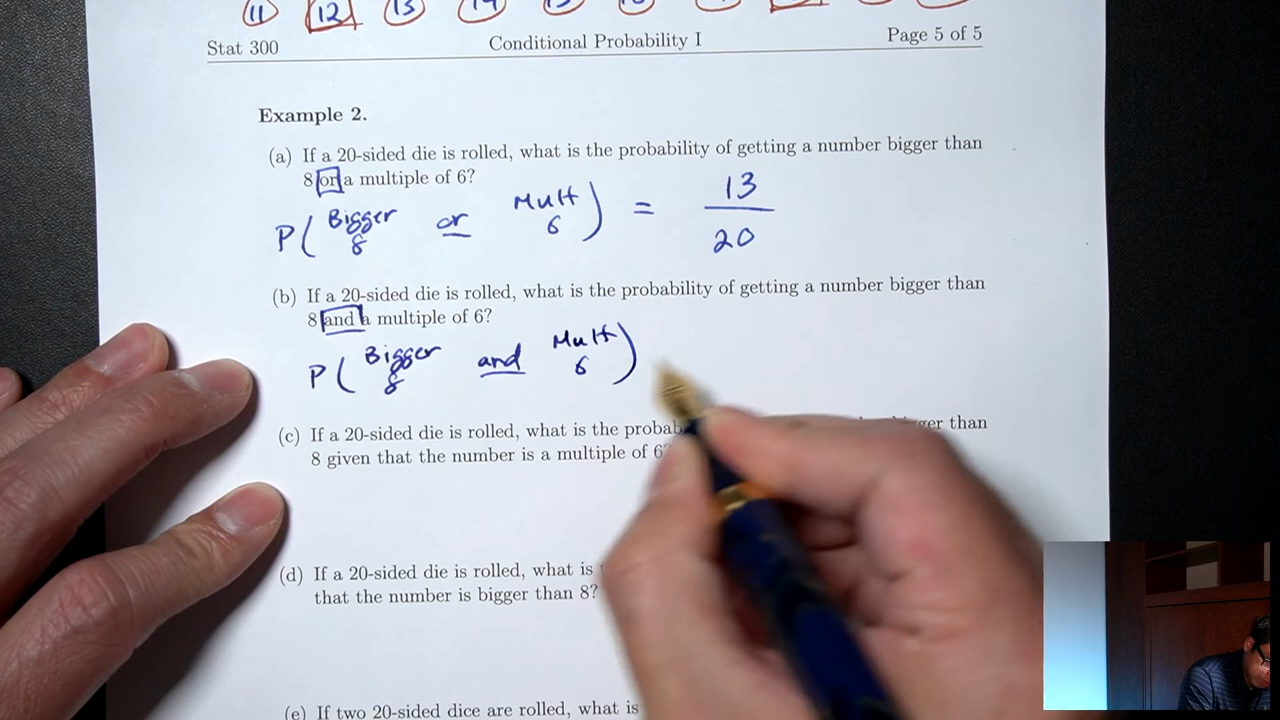 11 12 13 14
Stat 300 Conditional Probability I Page 5 of 5
Example 2.
(a) If a 20-sided die is rolled, what is the probability of getting a number bigger than
8 or a multiple of 6?
P( Bigger 8 or Mult 6 ) = 13/20
(b) If a 20-sided die is rolled, what is the probability of getting a number bigger than
8 and a multiple of 6?
P( Bigger 8 and Mult 6 )
(c) If a 20-sided die is rolled, what is the than
8 given that the number is a multiple of 6
(d) If a 20-sided die is rolled, what is
that the number is bigger than 8?
(e) If two 20-sided dice are rolled, what is